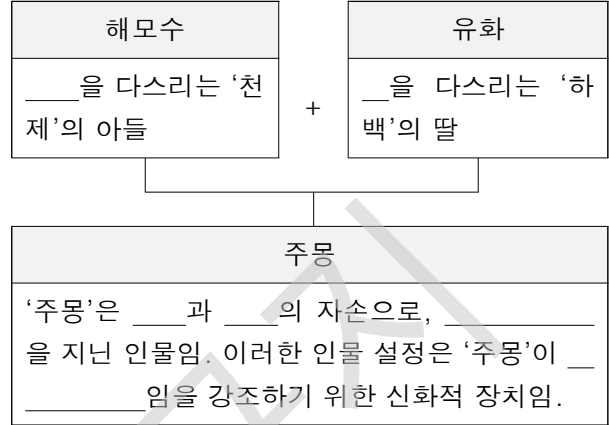 해모수
____을 다스리는 ‘천
제’의 아들
+
유화
__을 다스리는 ‘하
백’의 딸
주몽
‘주몽’은 ____과 ____의 자손으로, ___________
을 지닌 인물임. 이러한 인물 설정은 ‘주몽’이 __
_________임을 강조하기 위한 신화적 장치임.